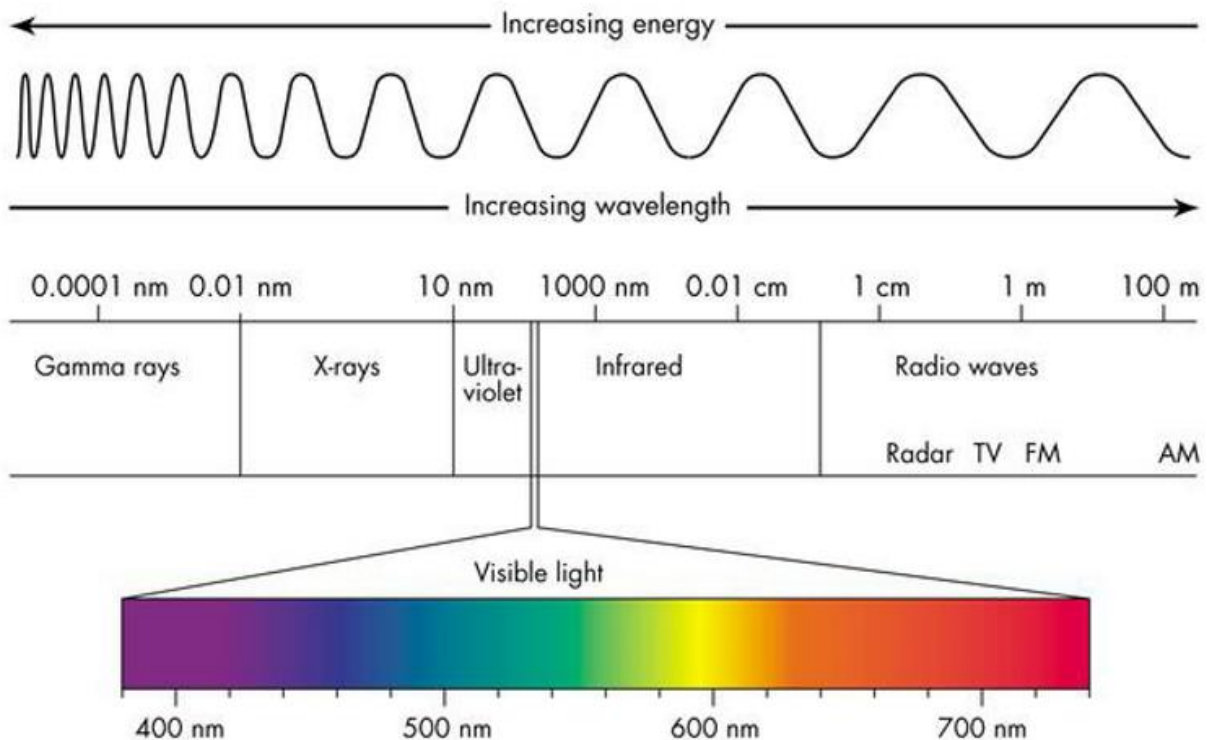 Increasing energy
Increasing wavelength
0.0001 nm 0.01 nm 10 nm 1000 nm 0.01 cm 1 cm 1 m 100 m
Gamma rays X-rays Ultra- Infrared Radio waves
violet
Radar TV FM AM
Visible light
400 nm 500 nm 600 nm 700 nm